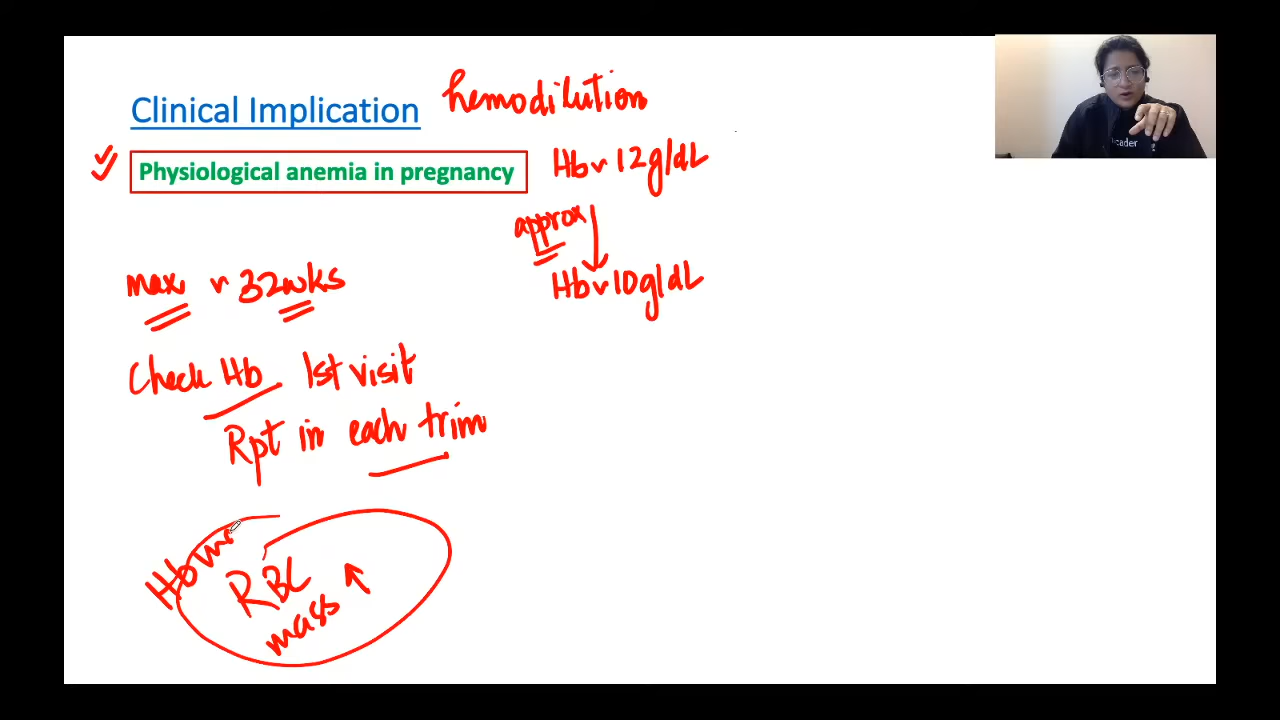 Clinical Implication hemodilution
Physiological anemia in pregnancy
Hb ~ 12g/dL
approx
Hb ~ 10g/dL
max ~ 32wks
Check Hb 1st visit
Rpt in each trim
Hb
RBC
mass ↑